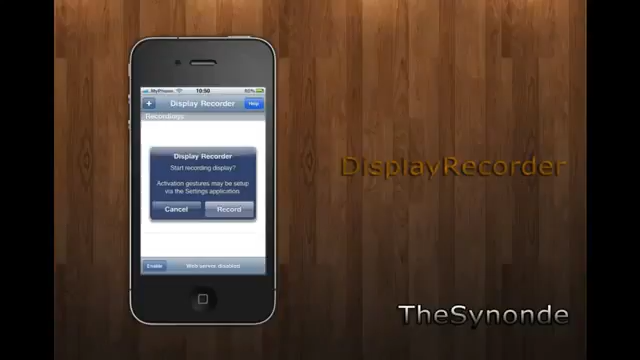 MyPhone
10:50
+
Display Recorder
Help
Recordings
Display Recorder
Start recording display?
Activation gestures may be setup
via the Settings application.
Cancel
Record
Enable
Web server disabled
DisplayRecorder
TheSynonde